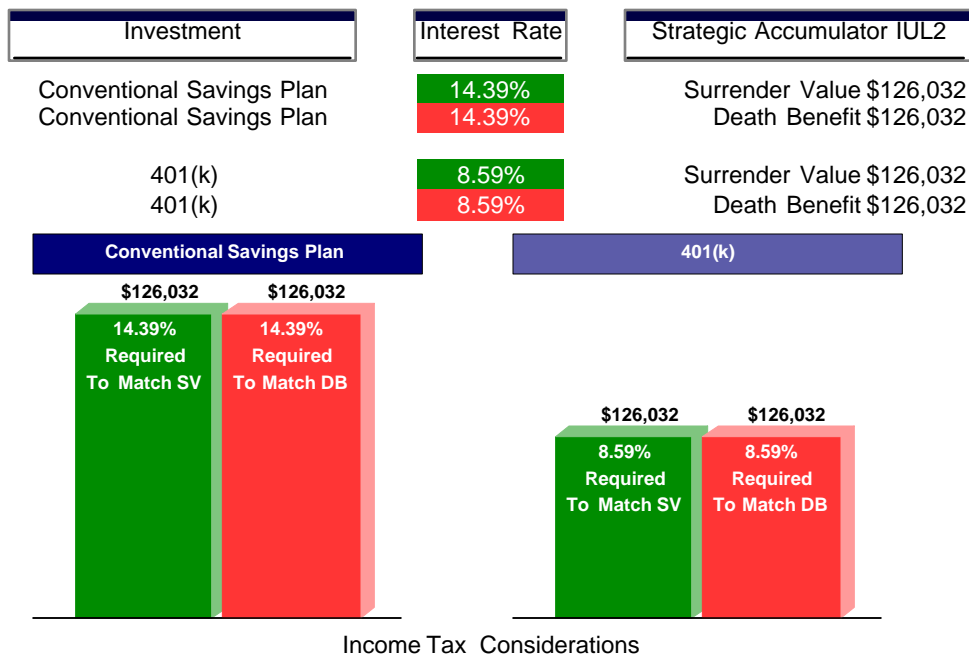 Investment Interest Rate Strategic Accumulator IUL2
Conventional Savings Plan 14.39% Surrender Value $126,032
Conventional Savings Plan 14.39% Death Benefit $126,032
401(k) 8.59% Surrender Value $126,032
401(k) 8.59% Death Benefit $126,032
Conventional Savings Plan 401(k)
$126,032 $126,032
14.39% 14.39%
Required Required
To Match SV To Match DB
$126,032 $126,032
8.59% 8.59%
Required Required
To Match SV To Match DB
Income Tax Considerations